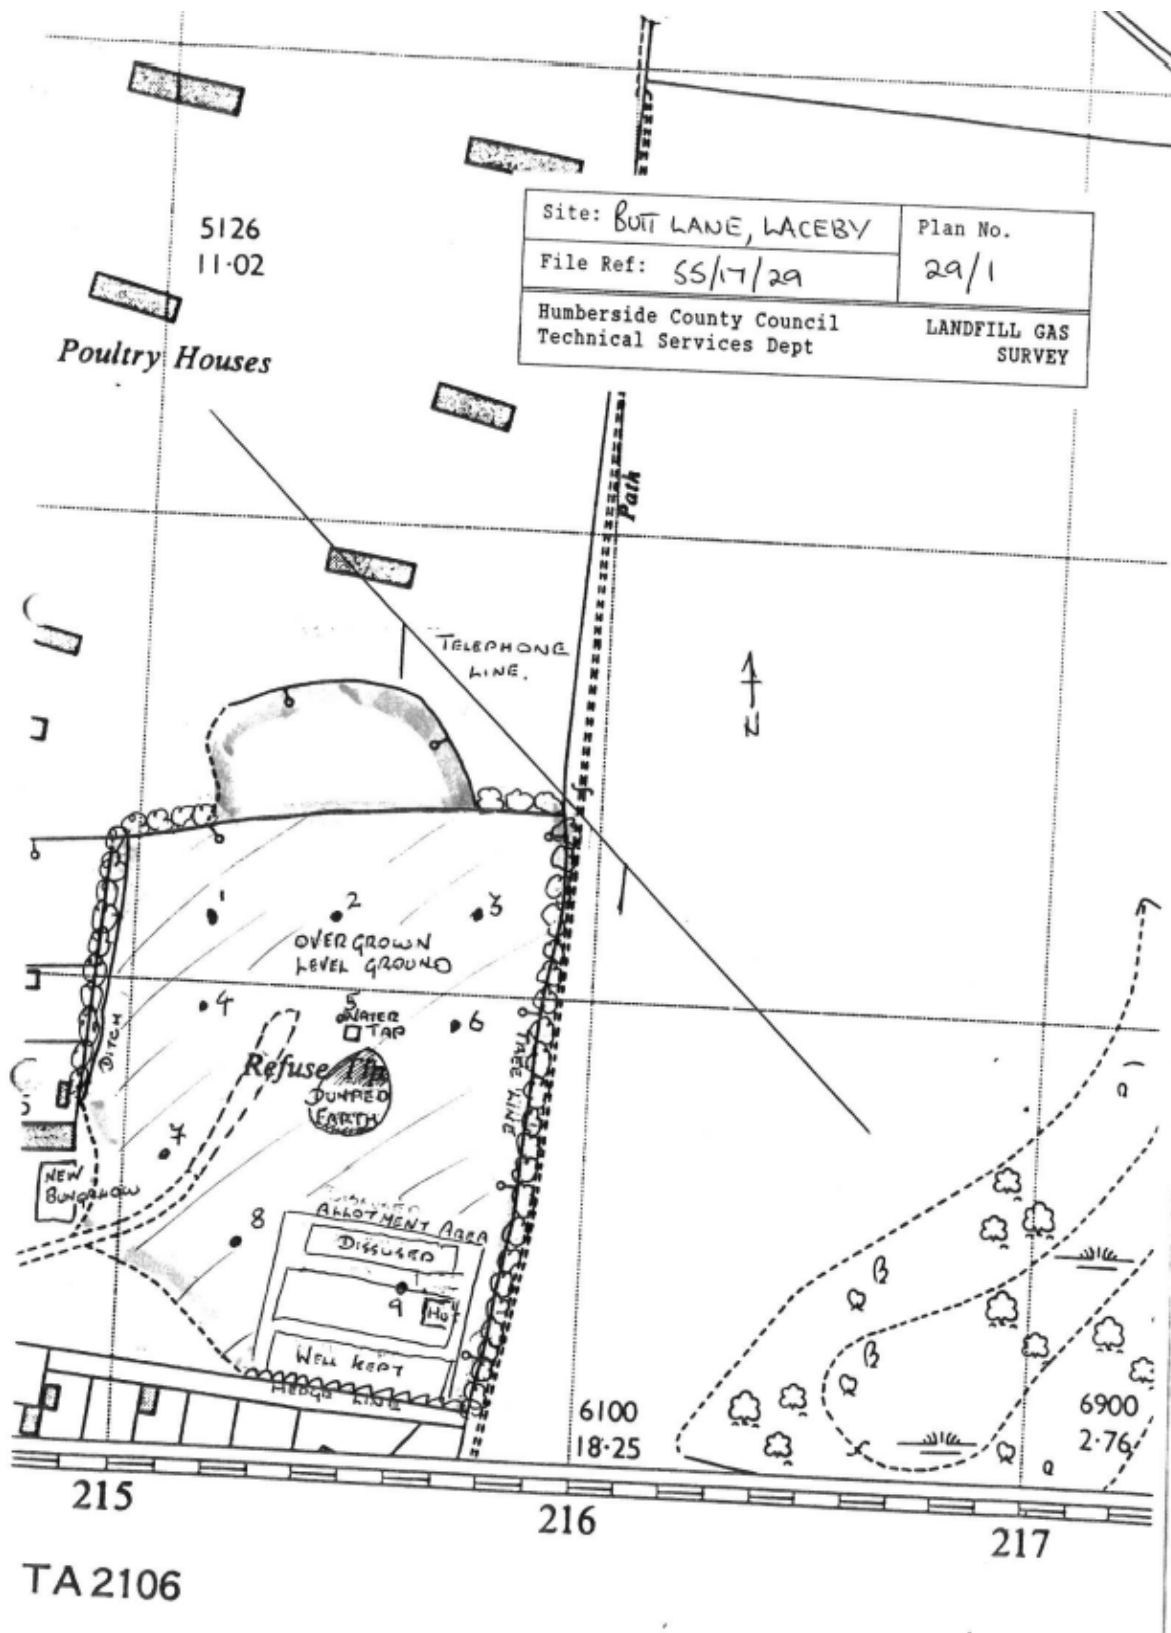 Site: BUTT LANE, LACEBY
Plan No.
29/1
File Ref: 55/17/29
Humberside County Council
Technical Services Dept
LANDFILL GAS
SURVEY
5126
11·02
Poultry Houses
Path
TELEPHONE
LINE.
N
1
2
3
OVERGROWN
LEVEL GROUND
4
5
WATER
TAP
6
DITCH
Refuse Tip
DUMPED
EARTH
TREE LINE
7
NEW
BUNGALOW
8
ALLOTMENT AREA
DISSUSED
9
HUT
WELL KEPT
HEDGE LINE
6100
18·25
6900
2·76
215
216
217
TA 2106